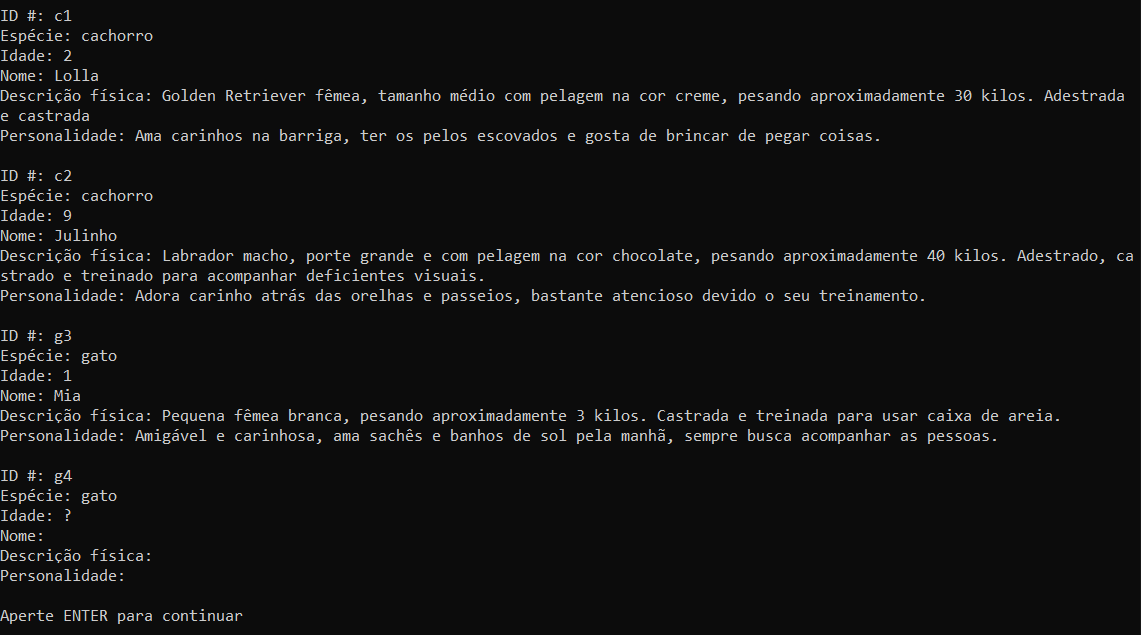 ID #: c1
Espécie: cachorro
Idade: 2
Nome: Lolla
Descrição física: Golden Retriever fêmea, tamanho médio com pelagem na cor creme, pesando aproximadamente 30 kilos. Adestrada
e castrada
Personalidade: Ama carinhos na barriga, ter os pelos escovados e gosta de brincar de pegar coisas.

ID #: c2
Espécie: cachorro
Idade: 9
Nome: Julinho
Descrição física: Labrador macho, porte grande e com pelagem na cor chocolate, pesando aproximadamente 40 kilos. Adestrado, ca
strado e treinado para acompanhar deficientes visuais.
Personalidade: Adora carinho atrás das orelhas e passeios, bastante atencioso devido o seu treinamento.

ID #: g3
Espécie: gato
Idade: 1
Nome: Mia
Descrição física: Pequena fêmea branca, pesando aproximadamente 3 kilos. Castrada e treinada para usar caixa de areia.
Personalidade: Amigável e carinhosa, ama sachês e banhos de sol pela manhã, sempre busca acompanhar as pessoas.

ID #: g4
Espécie: gato
Idade: ?
Nome:
Descrição física:
Personalidade:

Aperte ENTER para continuar